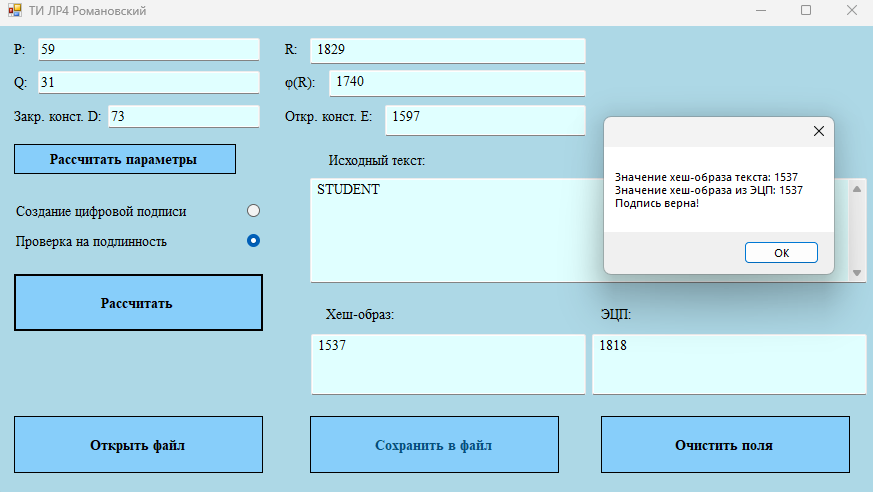 ТИ ЛР4 Романовский
P: 59
R: 1829
Q: 31
φ(R): 1740
Закр. конст. D: 73
Откр. конст. E: 1597
Рассчитать параметры
Исходный текст:
STUDENT
Создание цифровой подписи
Проверка на подлинность
Рассчитать
Значение хеш-образа текста: 1537
Значение хеш-образа из ЭЦП: 1537
Подпись верна!
OK
Хеш-образ:
ЭЦП:
1537
1818
Открыть файл
Сохранить в файл
Очистить поля